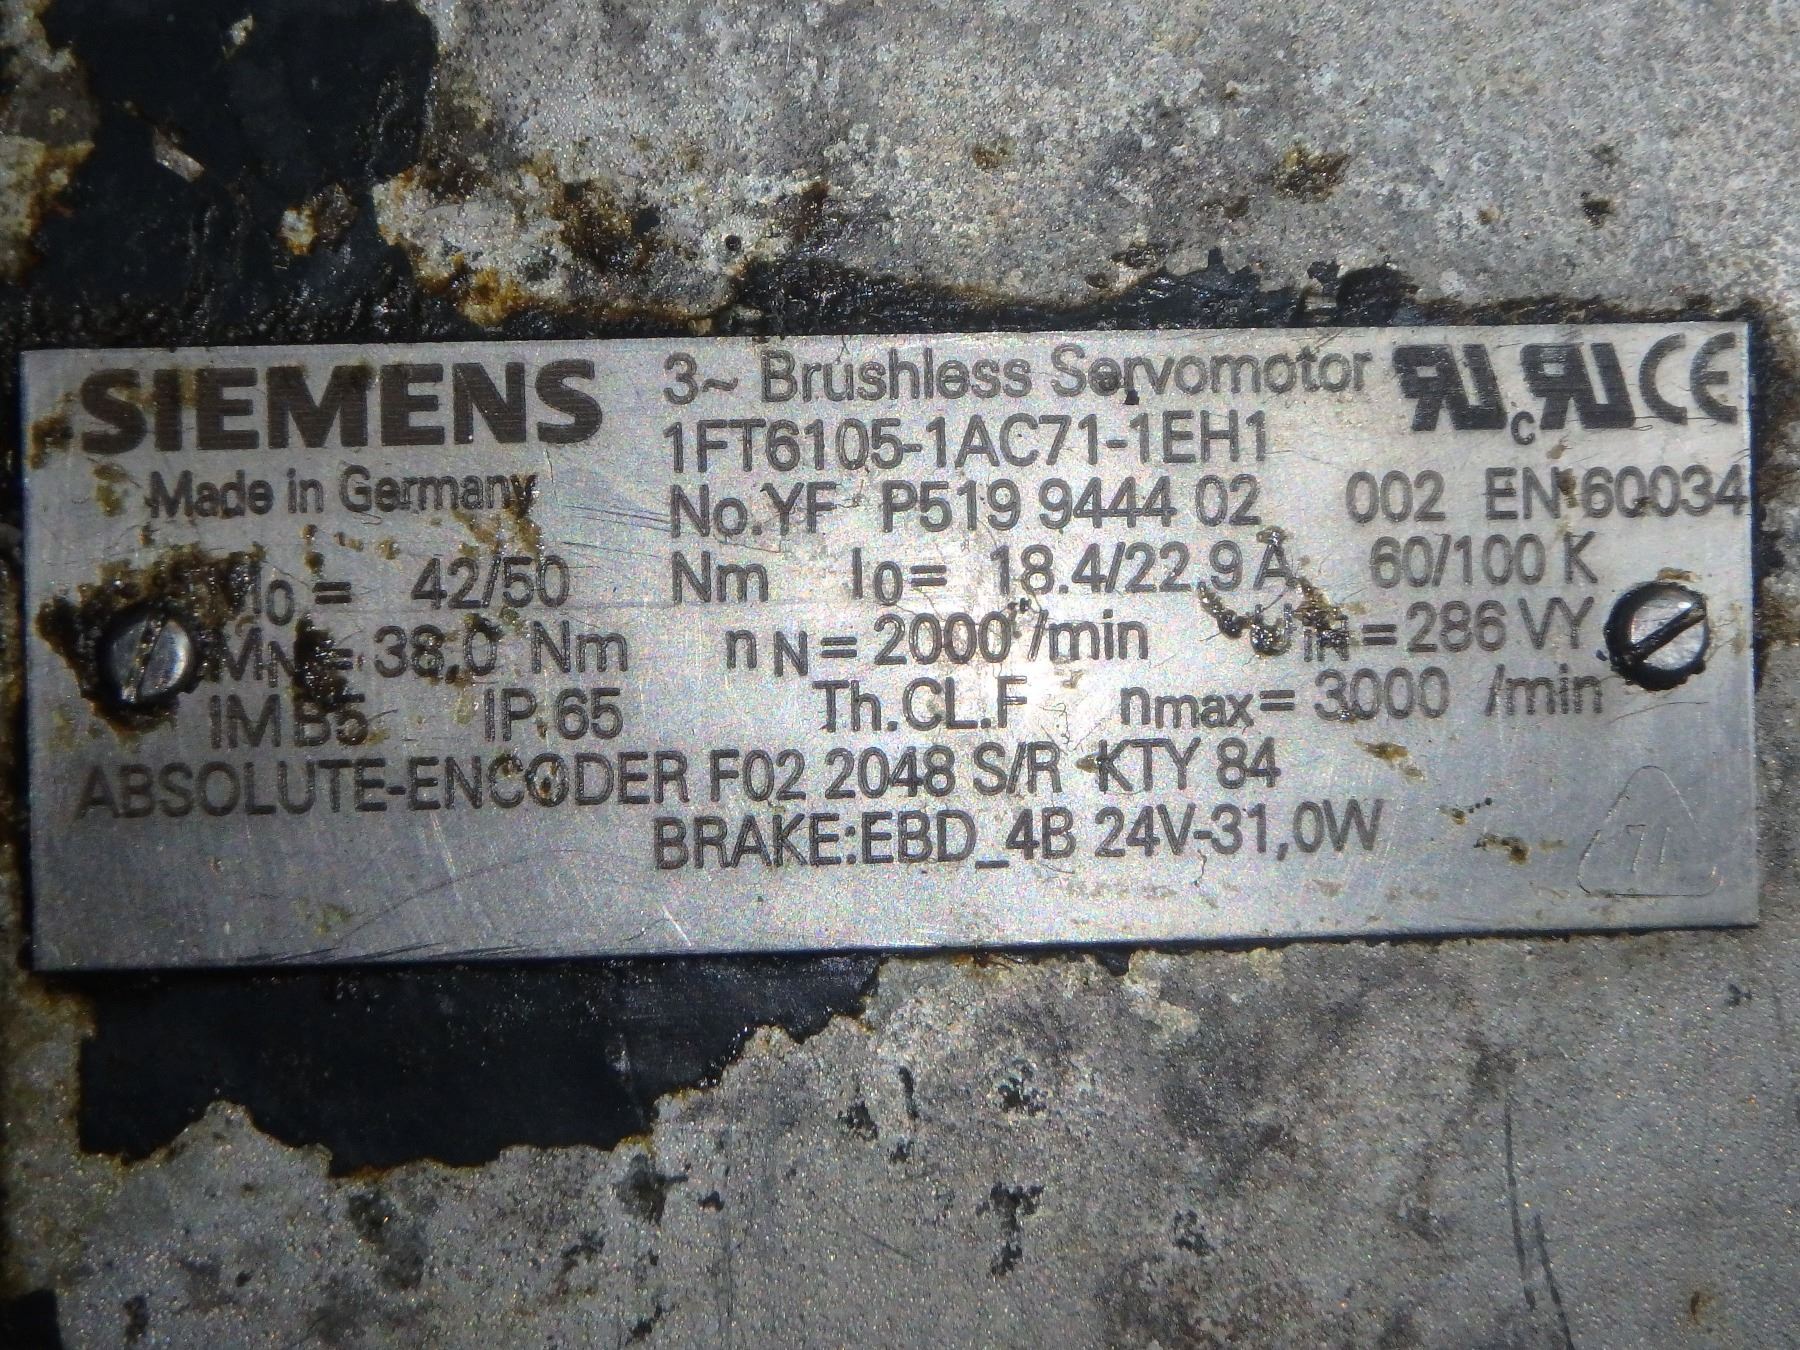 SIEMENS 3~ Brushless Servomotor
1FT6105-1AC71-1EH1
Made in Germany No.YF P519 9444 02 002 EN 60034
M0 = 42/50 Nm I0 = 18.4/22.9 A 60/100 K
MN = 38,0 Nm nN = 2000 /min UIN = 286 VY
IM B5 IP 65 Th.CL.F nmax = 3000 /min
ABSOLUTE-ENCODER F02 2048 S/R KTY 84
BRAKE:EBD_4B 24V-31,0W